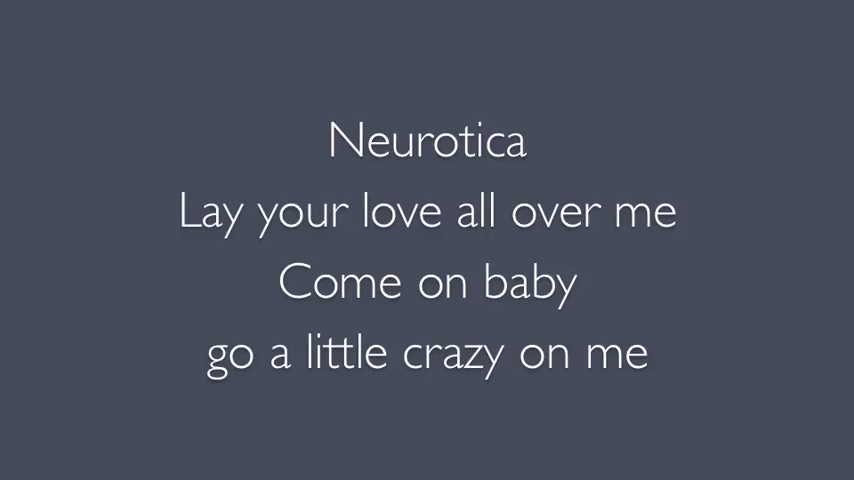 Neurotica
Lay your love all over me
Come on baby
go a little crazy on me